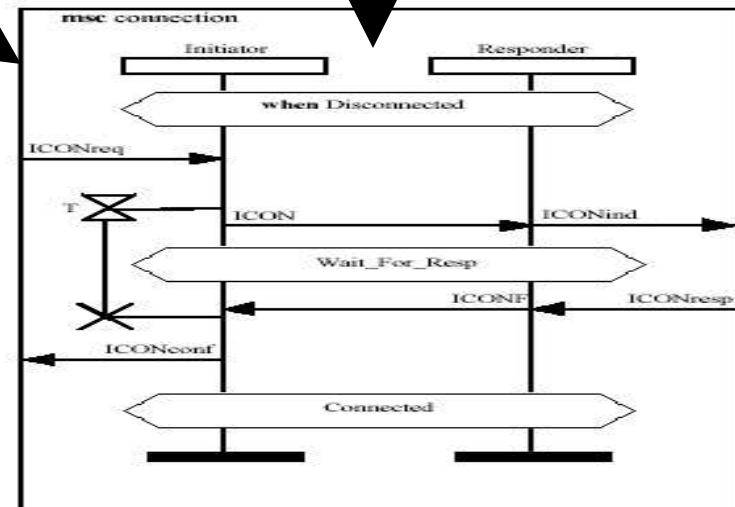 msc connection
Initiator
Responder
when Disconnected
ICONreq
T
ICON
ICONind
Wait_For_Resp
ICONF
ICONresp
ICONconf
Connected